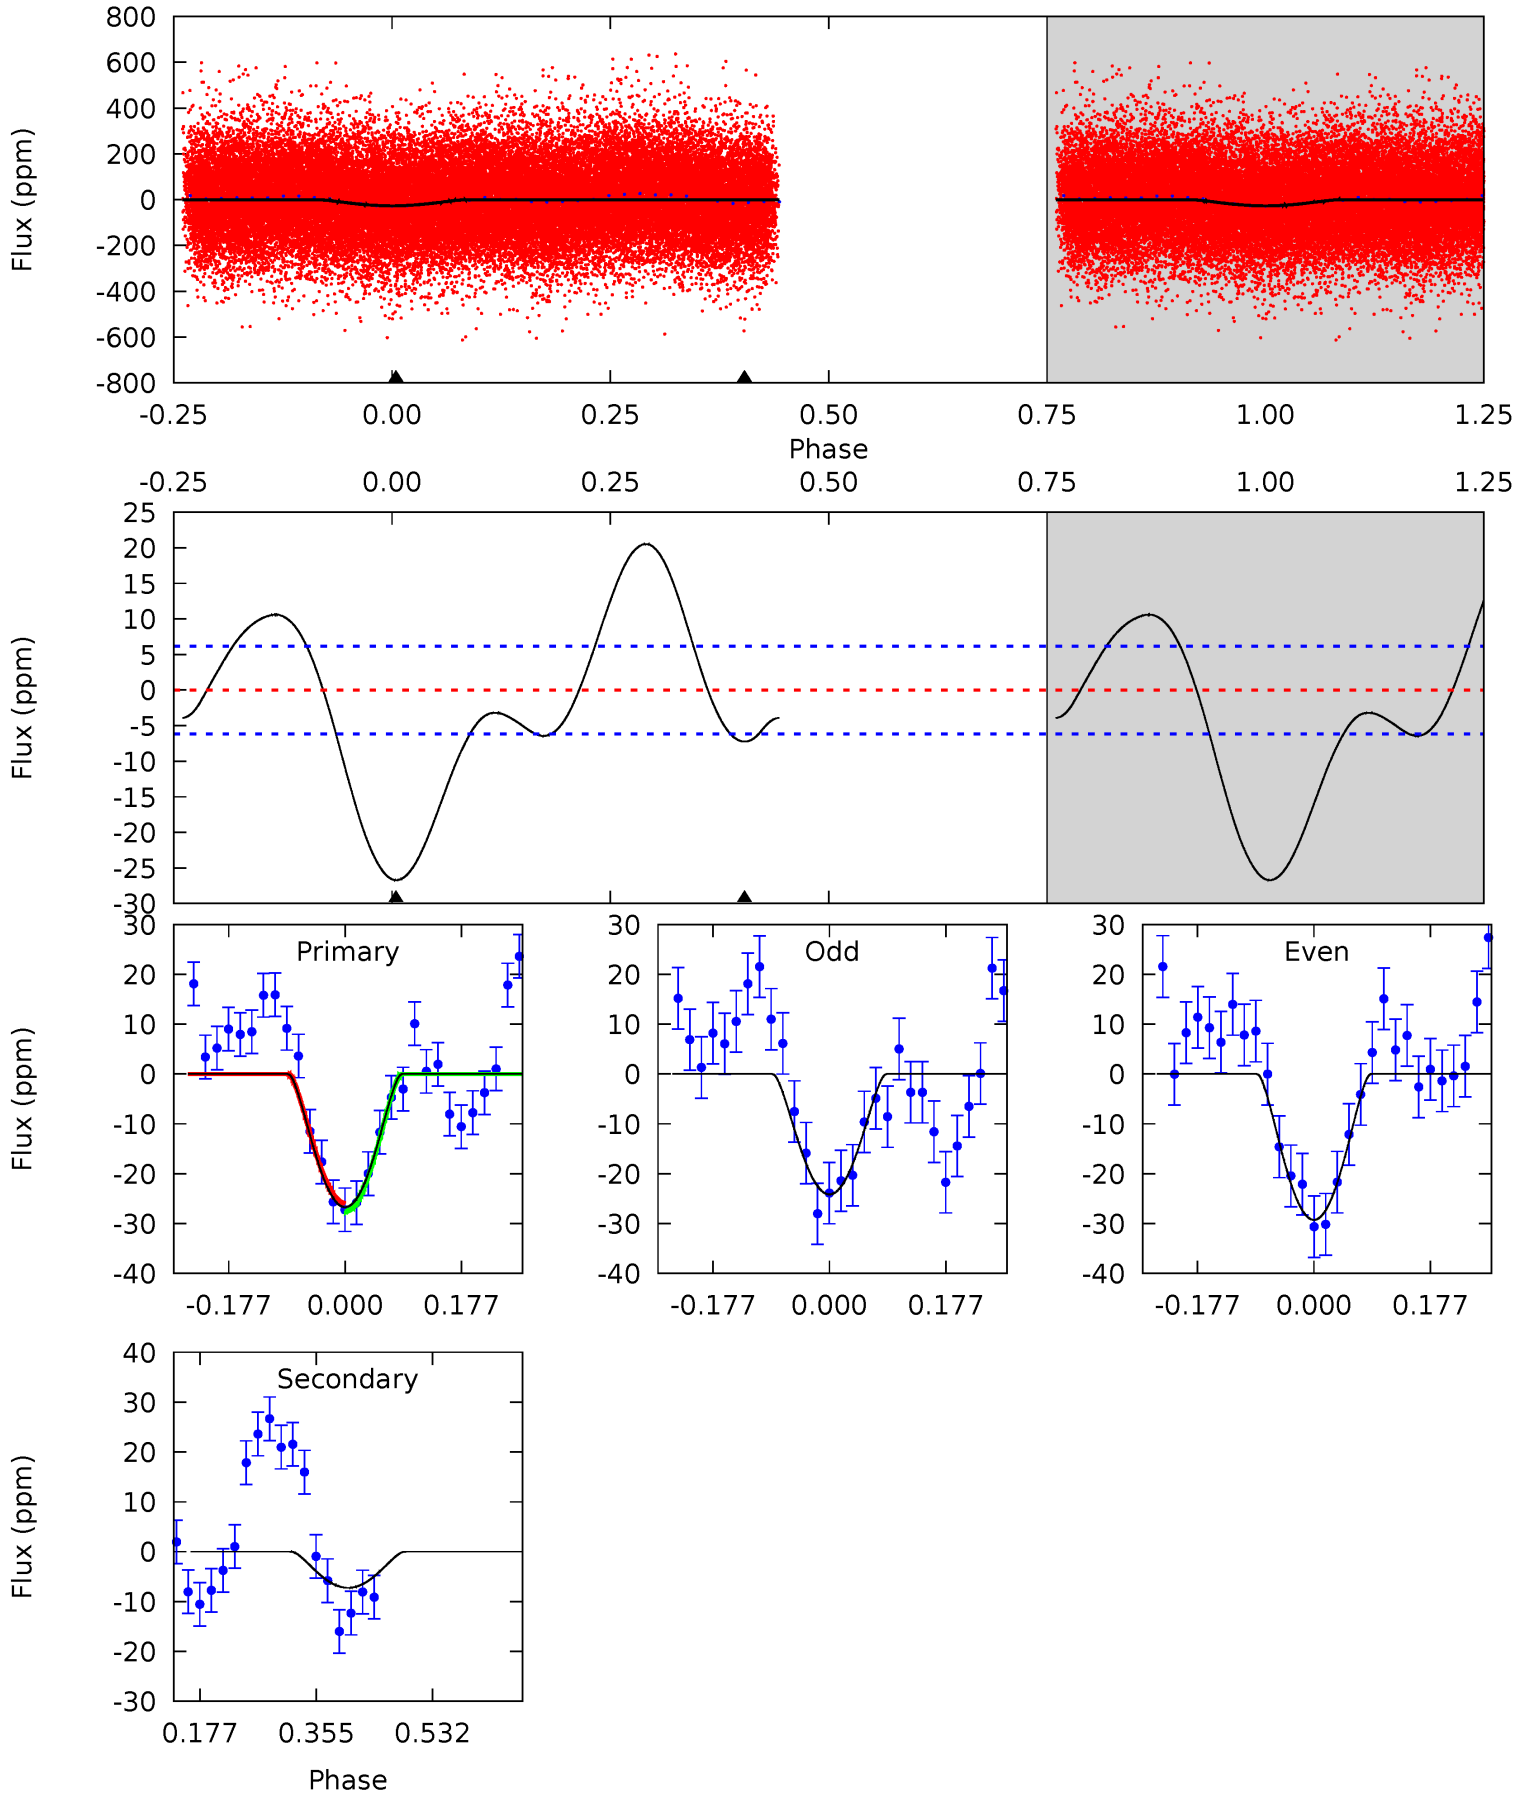 800
600
400
200
0
-200
-400
-600
-800
Flux (ppm)
-0.25 0.00 0.25 0.50 0.75 1.00 1.25
Phase
-0.25 0.00 0.25 0.50 0.75 1.00 1.25
25
20
15
10
5
0
-5
-10
-15
-20
-25
-30
Flux (ppm)
Primary Odd Even
30 30 30
20 20 20
10 10 10
0 0 0
-10 -10 -10
-20 -20 -20
-30 -30 -30
-40 -40 -40
Flux (ppm)
-0.177 0.000 0.177 -0.177 0.000 0.177 -0.177 0.000 0.177
Secondary
40
30
20
10
0
-10
-20
-30
Flux (ppm)
0.177 0.355 0.532
Phase